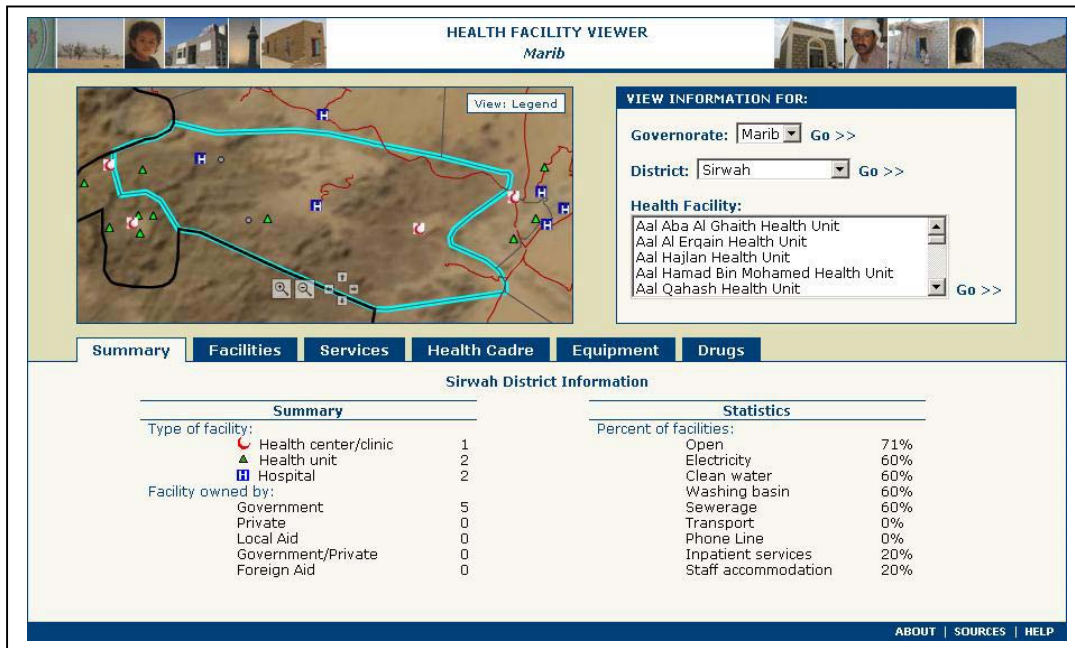 HEALTH FACILITY VIEWER
Marib
View: Legend
VIEW INFORMATION FOR:
Governorate: Marib Go >>
District: Sirwah Go >>
Health Facility:
Aal Aba Al Ghaith Health Unit
Aal Al Erqain Health Unit
Aal Hajlan Health Unit
Aal Hamad Bin Mohamed Health Unit
Aal Qahash Health Unit
Go >>
H
H
H
H
H
H
Summary Facilities Services Health Cadre Equipment Drugs
Sirwah District Information
Summary
Type of facility:
Health center/clinic 1
Health unit 2
H Hospital 2
Facility owned by:
Government 5
Private 0
Local Aid 0
Government/Private 0
Foreign Aid 0
Statistics
Percent of facilities:
Open 71%
Electricity 60%
Clean water 60%
Washing basin 60%
Sewerage 60%
Transport 0%
Phone Line 0%
Inpatient services 20%
Staff accommodation 20%
ABOUT | SOURCES | HELP